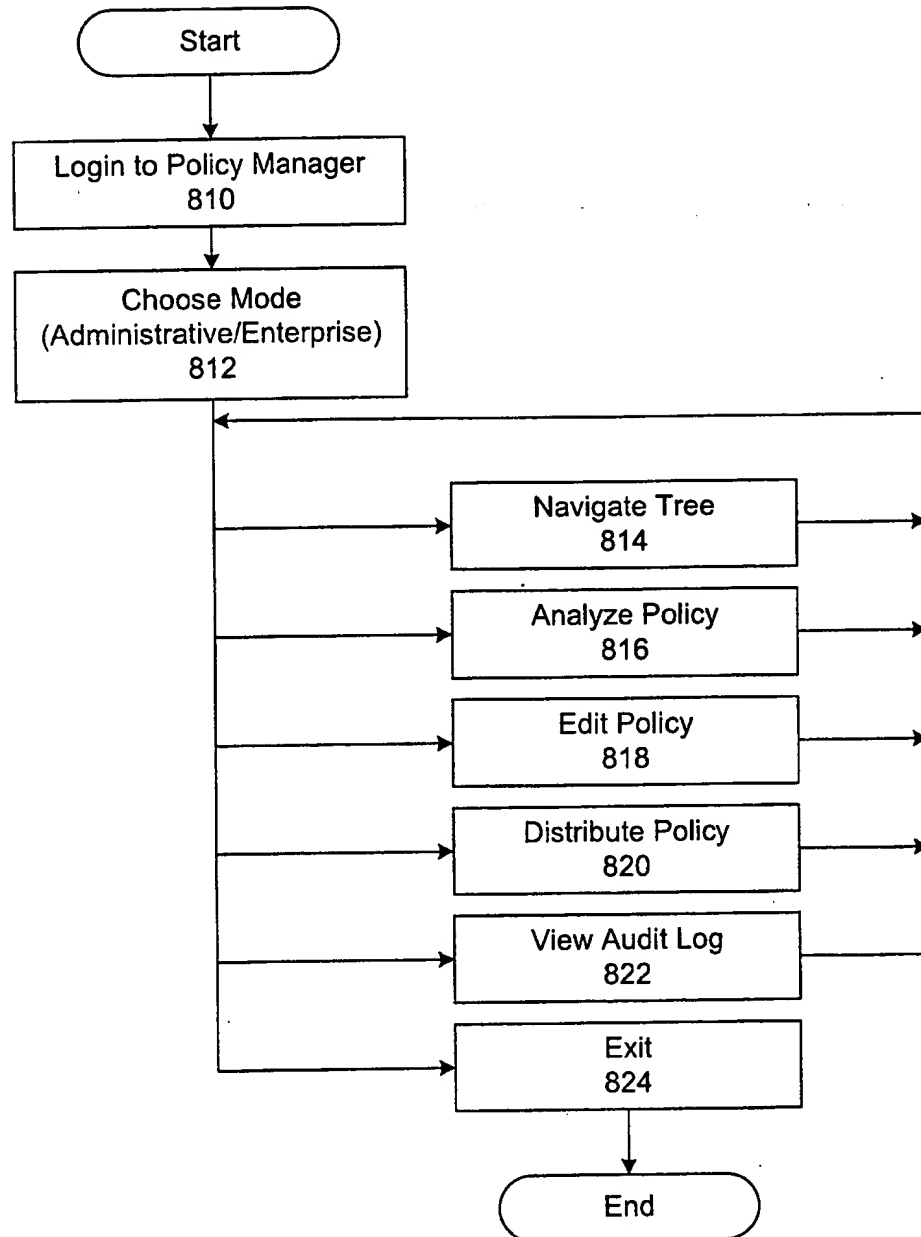 Start
Login to Policy Manager
810
Choose Mode
(Administrative/Enterprise)
812
Navigate Tree
814
Analyze Policy
816
Edit Policy
818
Distribute Policy
820
View Audit Log
822
Exit
824
End